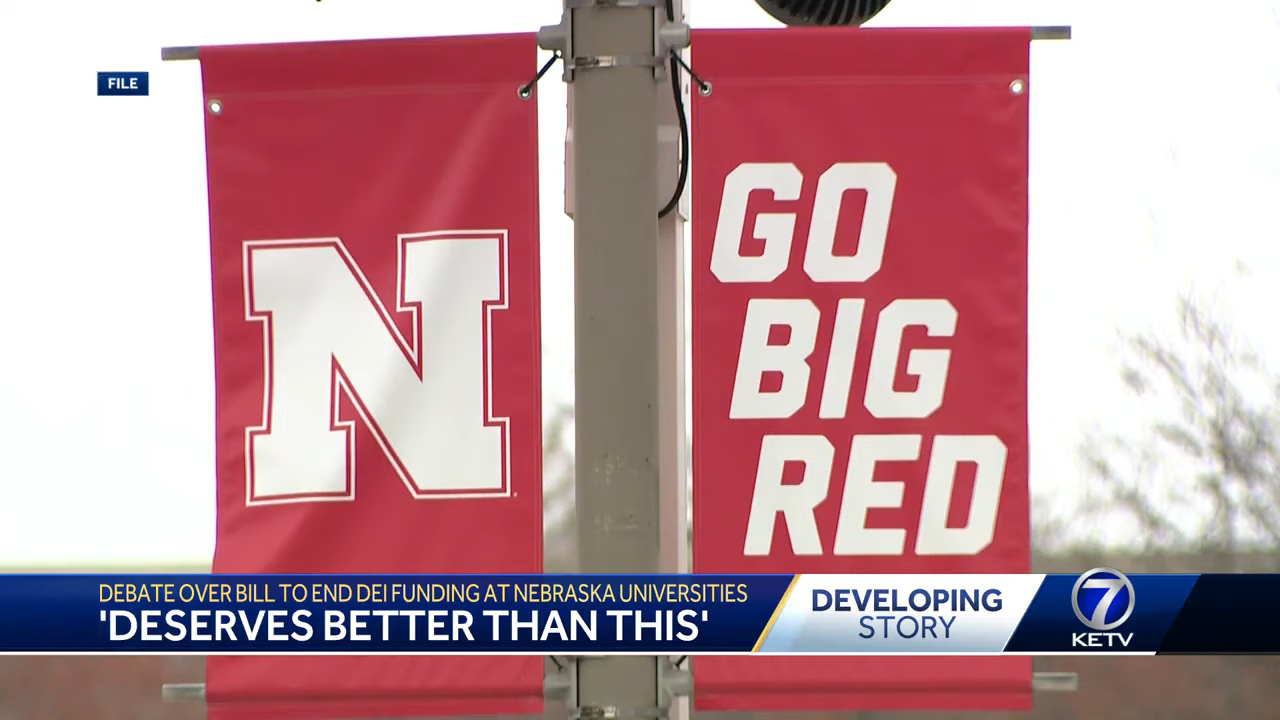 FILE
N
GO
BIG
RED
DEBATE OVER BILL TO END DEI FUNDING AT NEBRASKA UNIVERSITIES
'DESERVES BETTER THAN THIS'
DEVELOPING
STORY
7
KETV